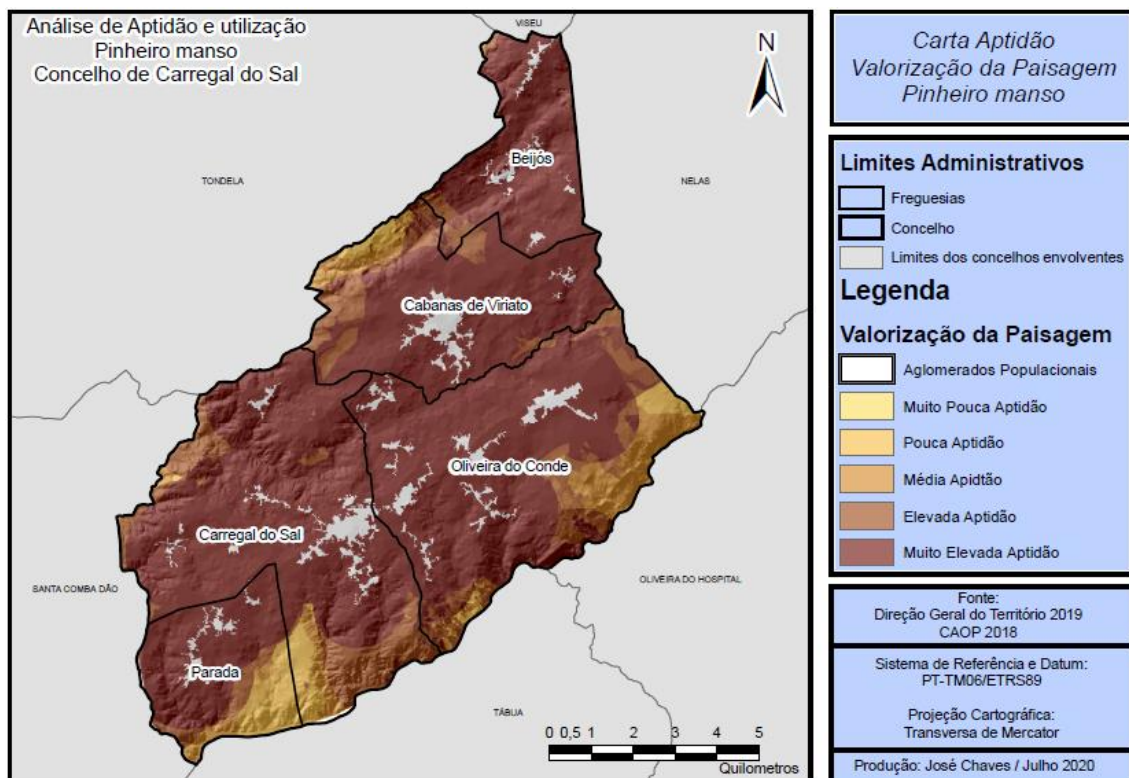 Análise de Aptidão e utilização
Pinheiro manso
Concelho de Carregal do Sal
VISEU
N
TONDELA
NELAS
Beijós
Cabanas de Viriato
Oliveira do Conde
Carregal do Sal
SANTA COMBA DÃO
OLIVEIRA DO HOSPITAL
Parada
TÁBUA
0 0,5 1 2 3 4 5
Quilometros
Carta Aptidão
Valorização da Paisagem
Pinheiro manso
Limites Administrativos
Freguesias
Concelho
Limites dos concelhos envolventes
Legenda
Valorização da Paisagem
Aglomerados Populacionais
Muito Pouca Aptidão
Pouca Aptidão
Média Apidtão
Elevada Aptidão
Muito Elevada Aptidão
Fonte:
Direção Geral do Território 2019
CAOP 2018
Sistema de Referência e Datum:
PT-TM06/ETRS89
Projeção Cartográfica:
Transversa de Mercator
Produção: José Chaves / Julho 2020